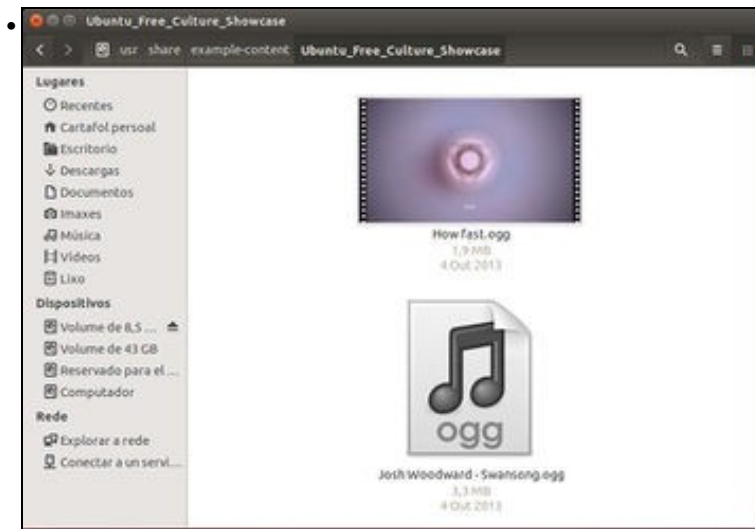 Ubuntu_Free_Culture_Showcase
usr share example-content Ubuntu_Free_Culture_Showcase
Lugares
Recentes
Cartafol persoal
Escritorio
Descargas
Documentos
Imaxes
Música
Vídeos
Lixo
Dispositivos
Volume de 8,5 ...
Volume de 43 GB
Reservado para el ...
Computador
Rede
Explorar a rede
Conectar a un servi...
How fast.ogg
1,9 MB
4 Out 2013
ogg
Josh Woodward - Swansong.ogg
3,3 MB
4 Out 2013